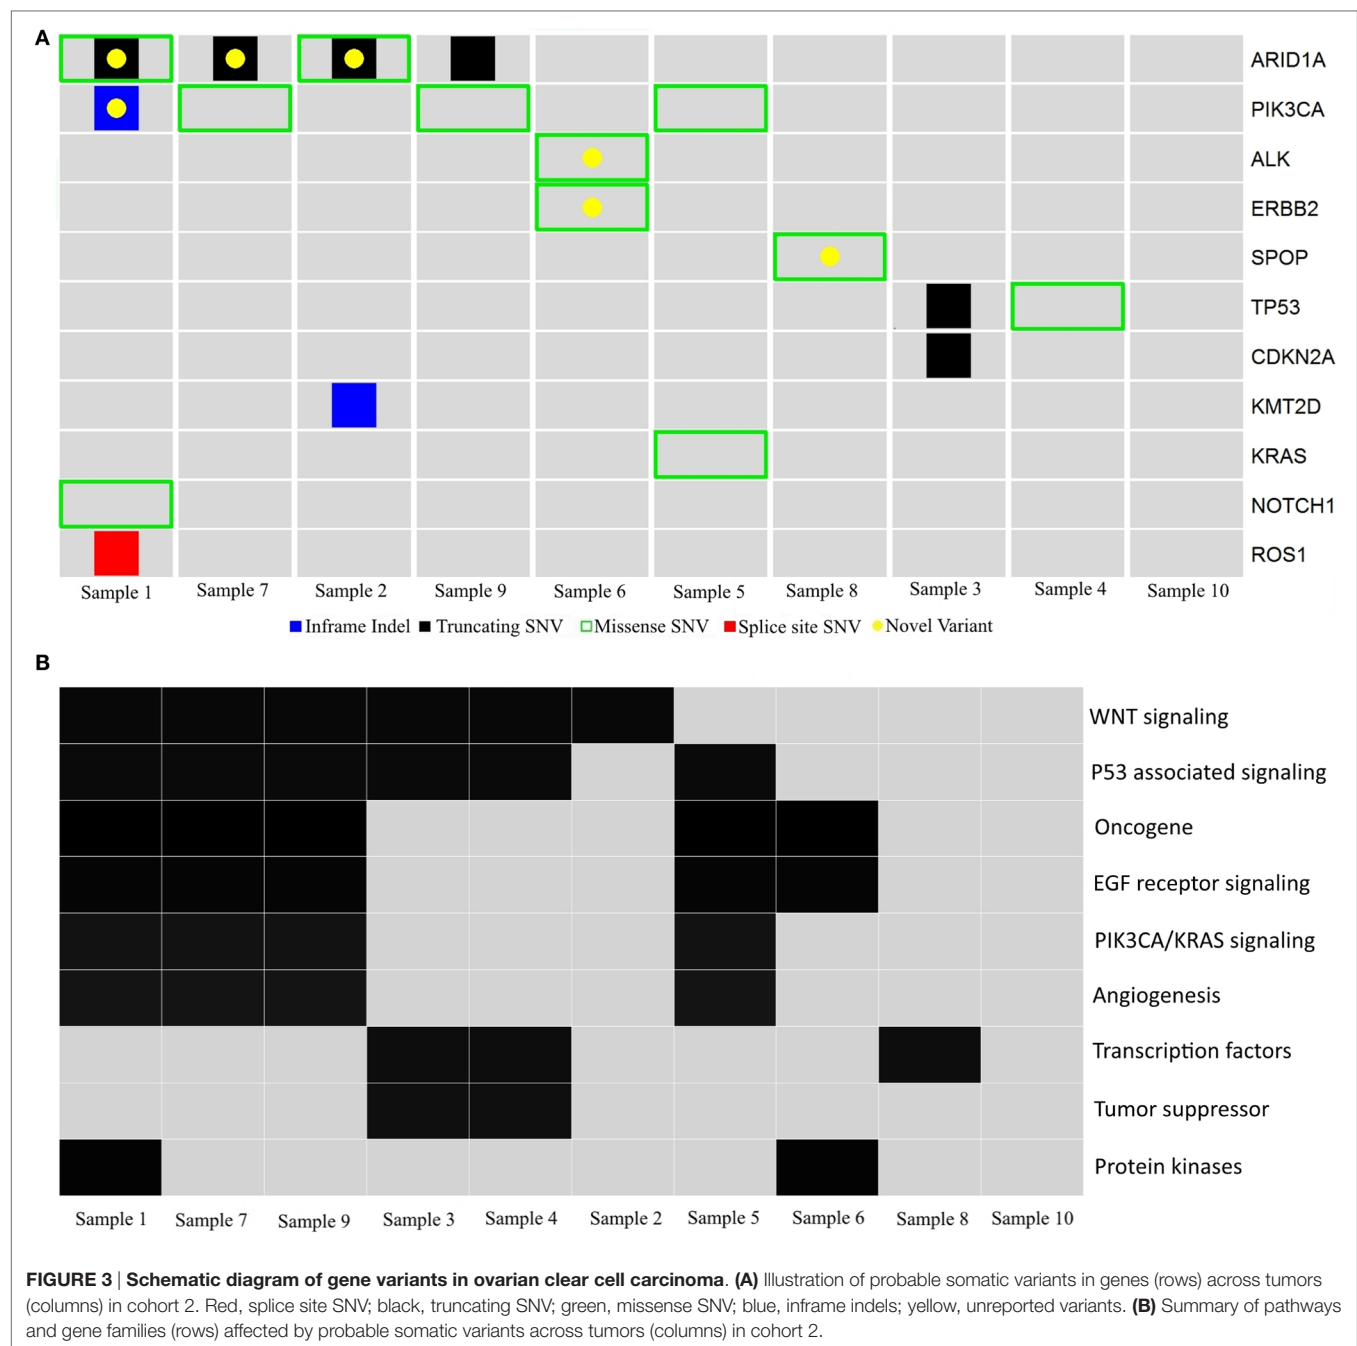 A
ARID1A
PIK3CA
ALK
ERBB2
SPOP
TP53
CDKN2A
KMT2D
KRAS
NOTCH1
ROS1
Sample 1 Sample 7 Sample 2 Sample 9 Sample 6 Sample 5 Sample 8 Sample 3 Sample 4 Sample 10
Inframe Indel Truncating SNV Missense SNV Splice site SNV Novel Variant
B
WNT signaling
P53 associated signaling
Oncogene
EGF receptor signaling
PIK3CA/KRAS signaling
Angiogenesis
Transcription factors
Tumor suppressor
Protein kinases
Sample 1 Sample 7 Sample 9 Sample 3 Sample 4 Sample 2 Sample 5 Sample 6 Sample 8 Sample 10
FIGURE 3 | Schematic diagram of gene variants in ovarian clear cell carcinoma. (A) Illustration of probable somatic variants in genes (rows) across tumors
(columns) in cohort 2. Red, splice site SNV; black, truncating SNV; green, missense SNV; blue, inframe indels; yellow, unreported variants. (B) Summary of pathways
and gene families (rows) affected by probable somatic variants across tumors (columns) in cohort 2.